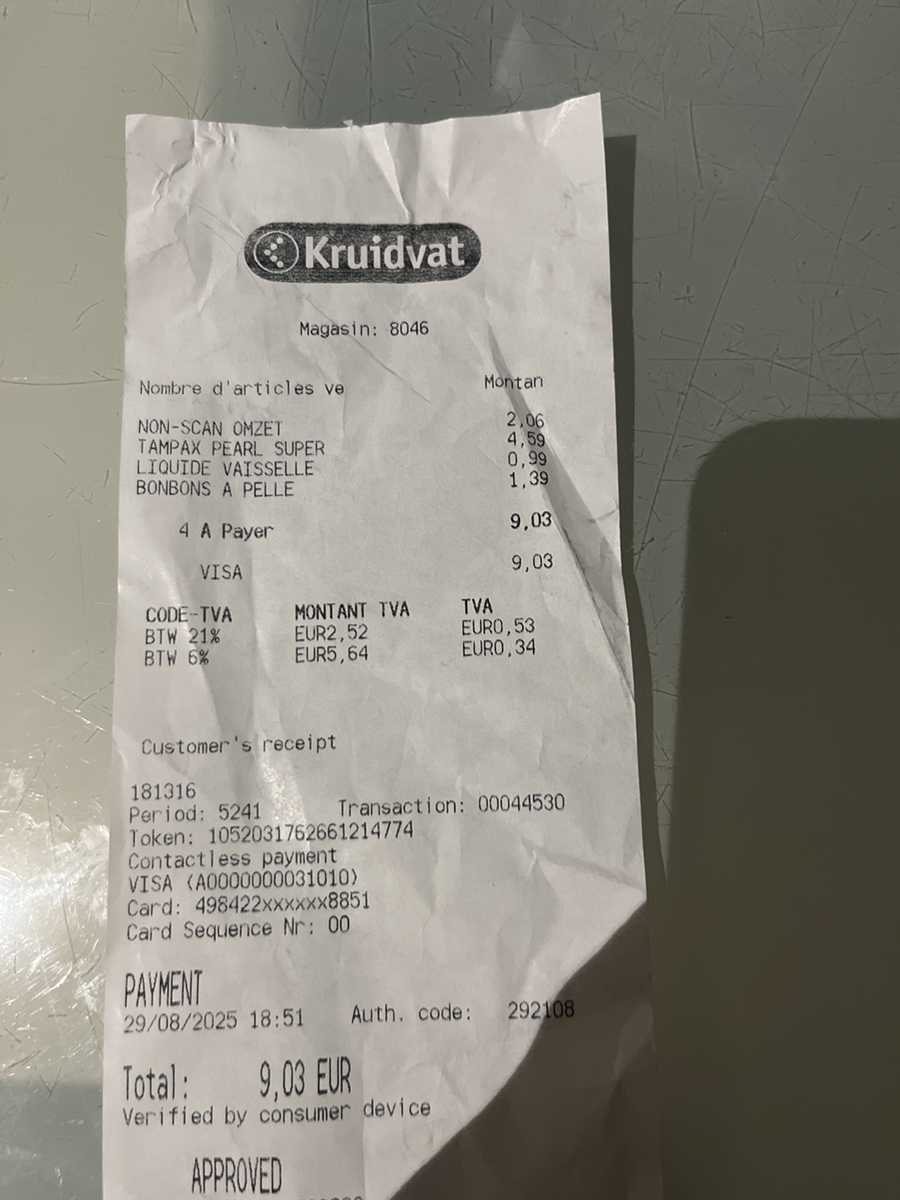 Kruidvat
Magasin: 8046
Nombre d'articles ve Montan
NON-SCAN OMZET 2,06
TAMPAX PEARL SUPER 4,59
LIQUIDE VAISSELLE 0,99
BONBONS A PELLE 1,39
4 A Payer 9,03
VISA 9,03
CODE-TVA MONTANT TVA TVA
BTW 21% EUR2,52 EUR0,53
BTW 6% EUR5,64 EUR0,34
Customer's receipt
181316
Period: 5241 Transaction: 00044530
Token: 1052031762661214774
Contactless payment
VISA (A0000000031010)
Card: 498422xxxxxx8851
Card Sequence Nr: 00
PAYMENT
29/08/2025 18:51 Auth. code: 292108
Total: 9,03 EUR
Verified by consumer device
APPROVED